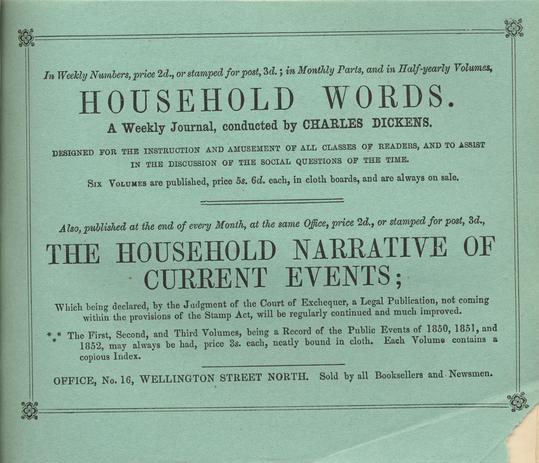 In Weekly Numbers, price 2d., or stamped for post, 3d.; in Monthly Parts, and in Half-yearly Volumes,
HOUSEHOLD WORDS.
A Weekly Journal, conducted by CHARLES DICKENS.
DESIGNED FOR THE INSTRUCTION AND AMUSEMENT OF ALL CLASSES OF READERS, AND TO ASSIST
IN THE DISCUSSION OF THE SOCIAL QUESTIONS OF THE TIME.
SIX VOLUMES are published, price 5s. 6d. each, in cloth boards, and are always on sale.
Also, published at the end of every Month, at the same Office, price 2d., or stamped for post, 3d.,
THE HOUSEHOLD NARRATIVE OF
CURRENT EVENTS;
Which being declared, by the Judgment of the Court of Exchequer, a Legal Publication, not coming
within the provisions of the Stamp Act, will be regularly continued and much improved.
*** The First, Second, and Third Volumes, being a Record of the Public Events of 1850, 1851, and
1852, may always be had, price 3s. each, neatly bound in cloth. Each Volume contains a
copious Index.
OFFICE, No. 16, WELLINGTON STREET NORTH. Sold by all Booksellers and Newsmen.